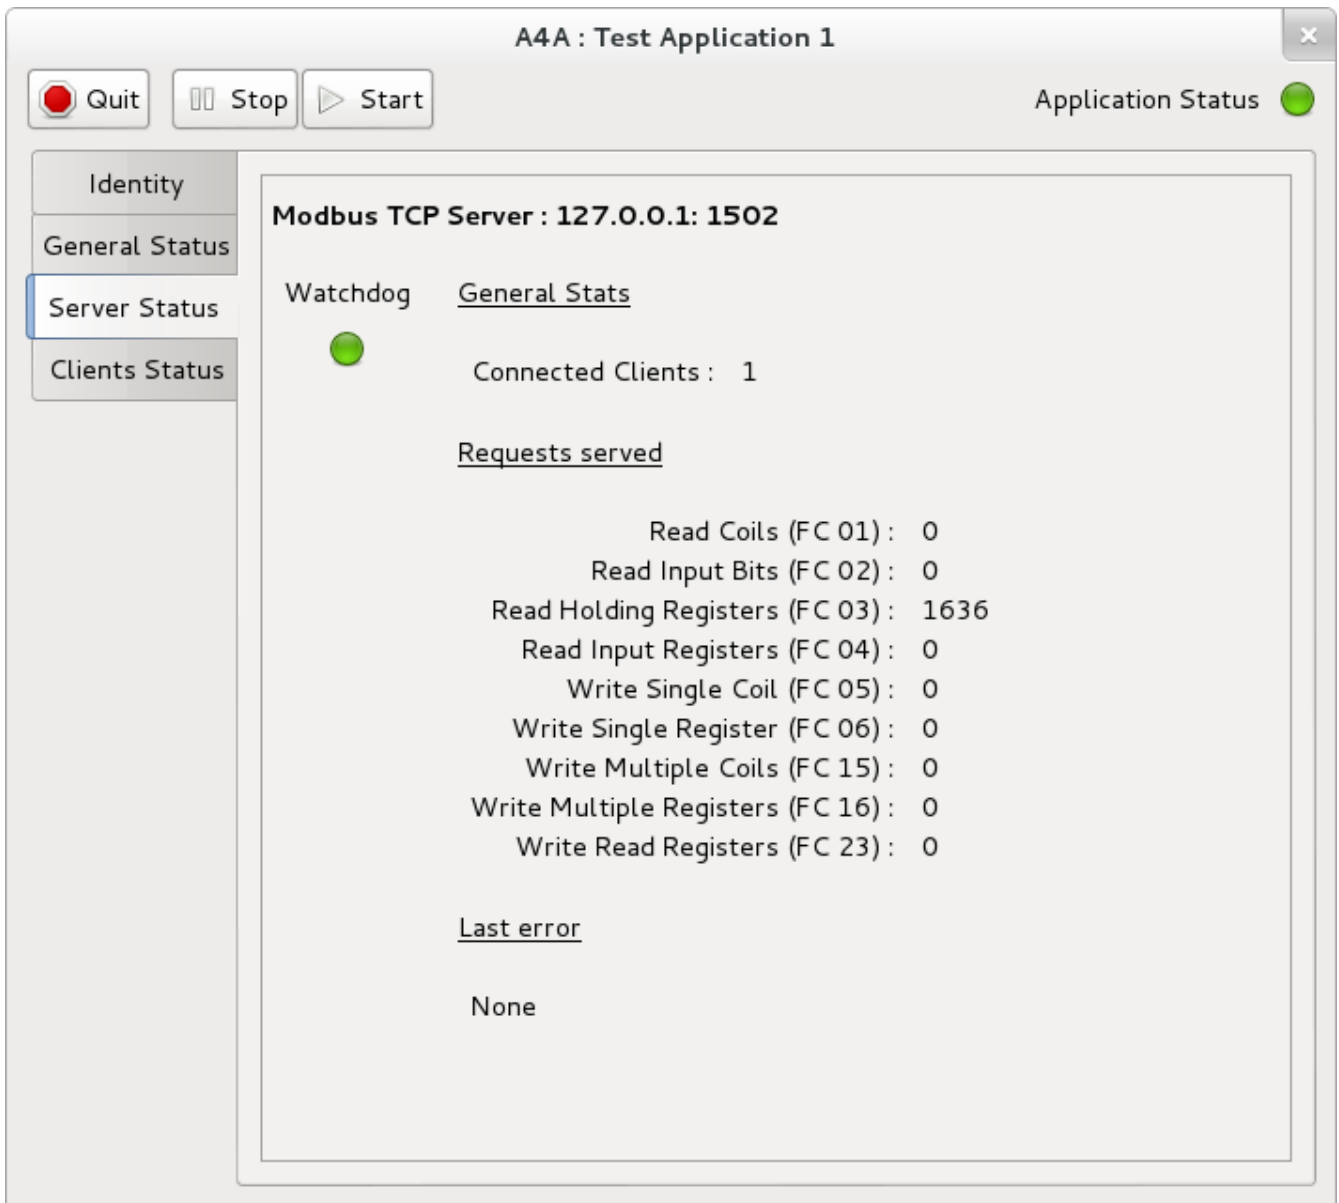 A4A : Test Application 1
Quit Stop Start Application Status
Identity
General Status
Server Status
Clients Status
Modbus TCP Server : 127.0.0.1: 1502
Watchdog General Stats
Connected Clients : 1
Requests served
Read Coils (FC 01) : 0
Read Input Bits (FC 02) : 0
Read Holding Registers (FC 03) : 1636
Read Input Registers (FC 04) : 0
Write Single Coil (FC 05) : 0
Write Single Register (FC 06) : 0
Write Multiple Coils (FC 15) : 0
Write Multiple Registers (FC 16) : 0
Write Read Registers (FC 23) : 0
Last error
None